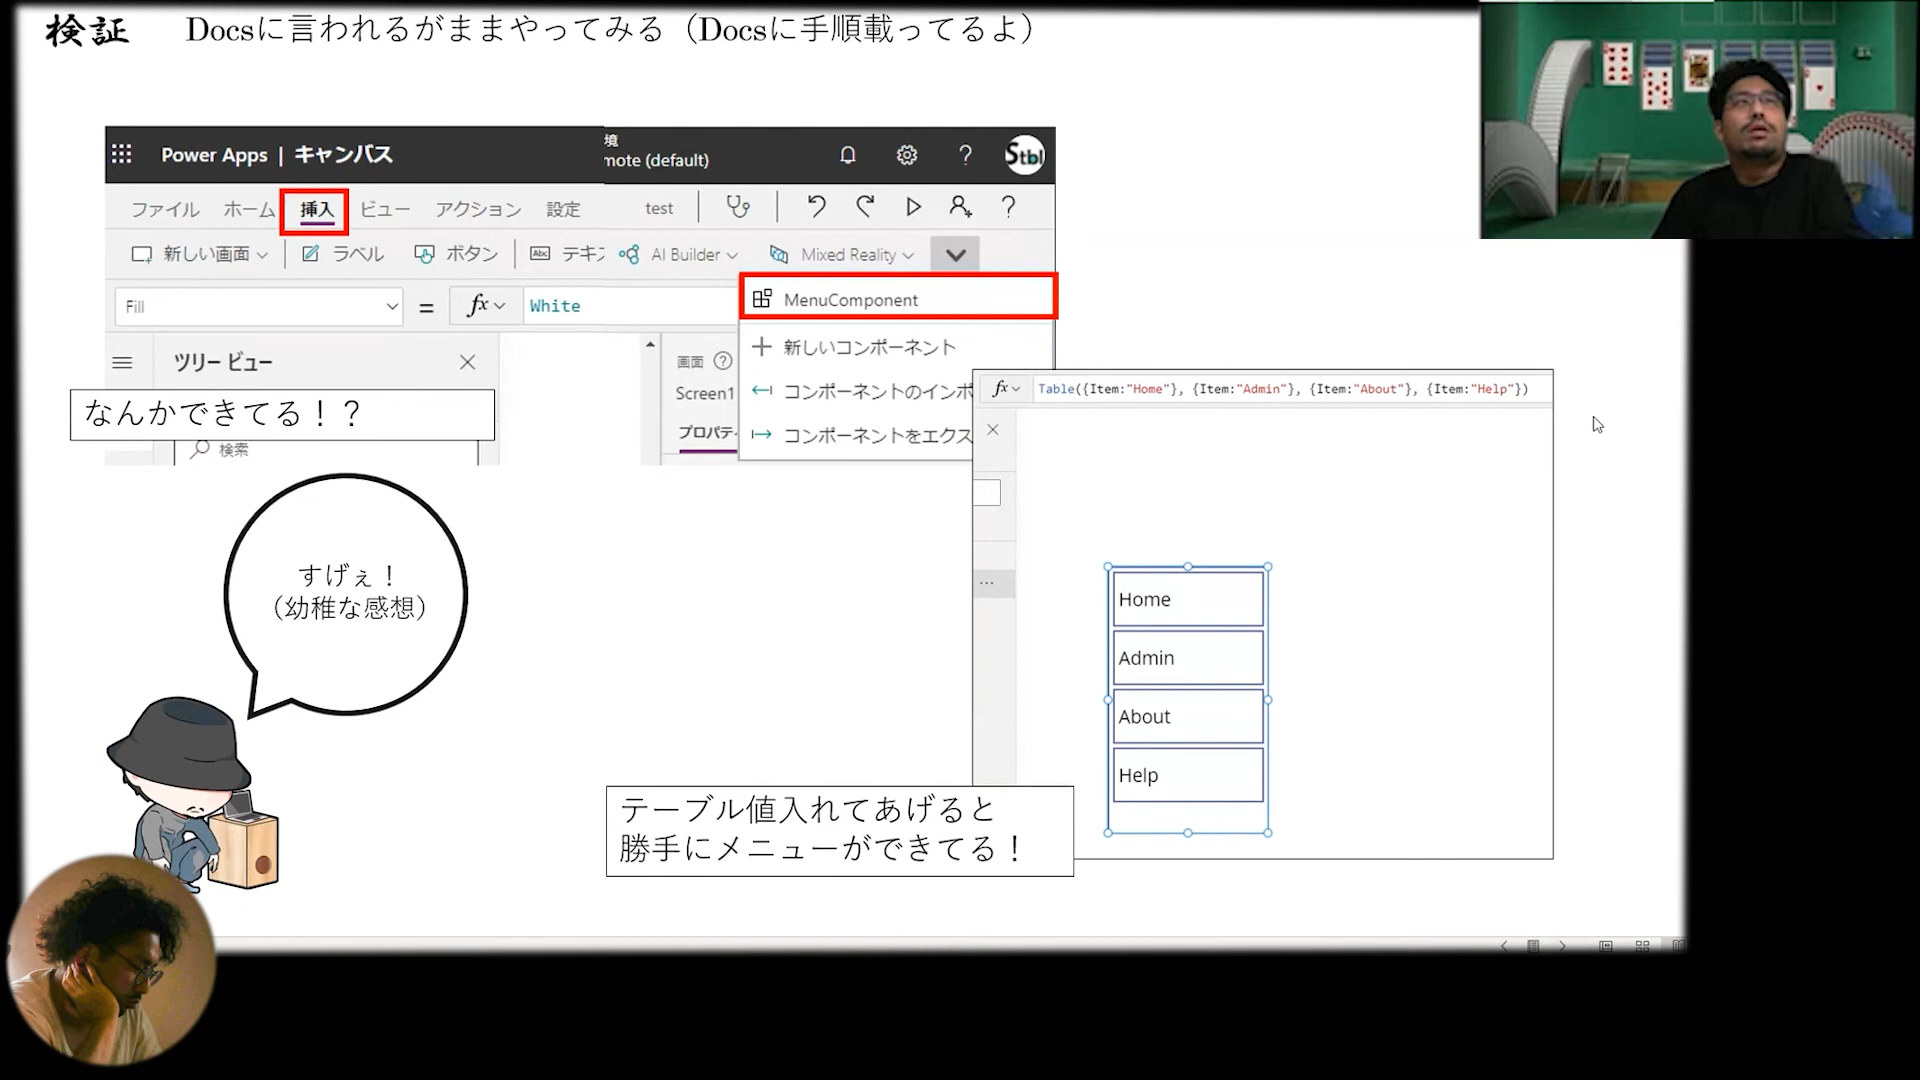 検証 Docsに言われるがままやってみる（Docsに手順載ってるよ）
Power Apps | キャンバス
境
mote (default)
Stbl
ファイル ホーム 挿入 ビュー アクション 設定 test
新しい画面 ラベル ボタン Abc テキス AI Builder Mixed Reality
Fill = fx White
MenuComponent
新しいコンポーネント
コンポーネントのインポ
コンポーネントをエクス
ツリー ビュー
画面
Screen1
プロパティ
なんかできてる！？
検索
fx Table({Item:"Home"}, {Item:"Admin"}, {Item:"About"}, {Item:"Help"})
すげぇ！
（幼稚な感想）
Home
Admin
About
Help
テーブル値入れてあげると
勝手にメニューができてる！